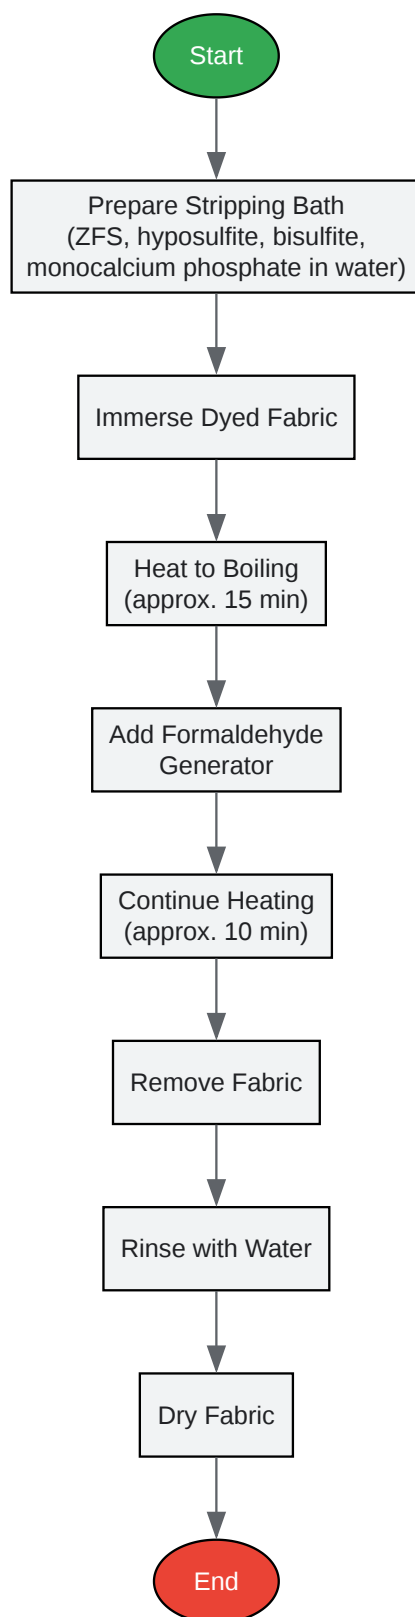 Start
Prepare Stripping Bath
(ZFS, hyposulfite, bisulfite,
monocalcium phosphate in water)
Immerse Dyed Fabric
Heat to Boiling
(approx. 15 min)
Add Formaldehyde
Generator
Continue Heating
(approx. 10 min)
Remove Fabric
Rinse with Water
Dry Fabric
End